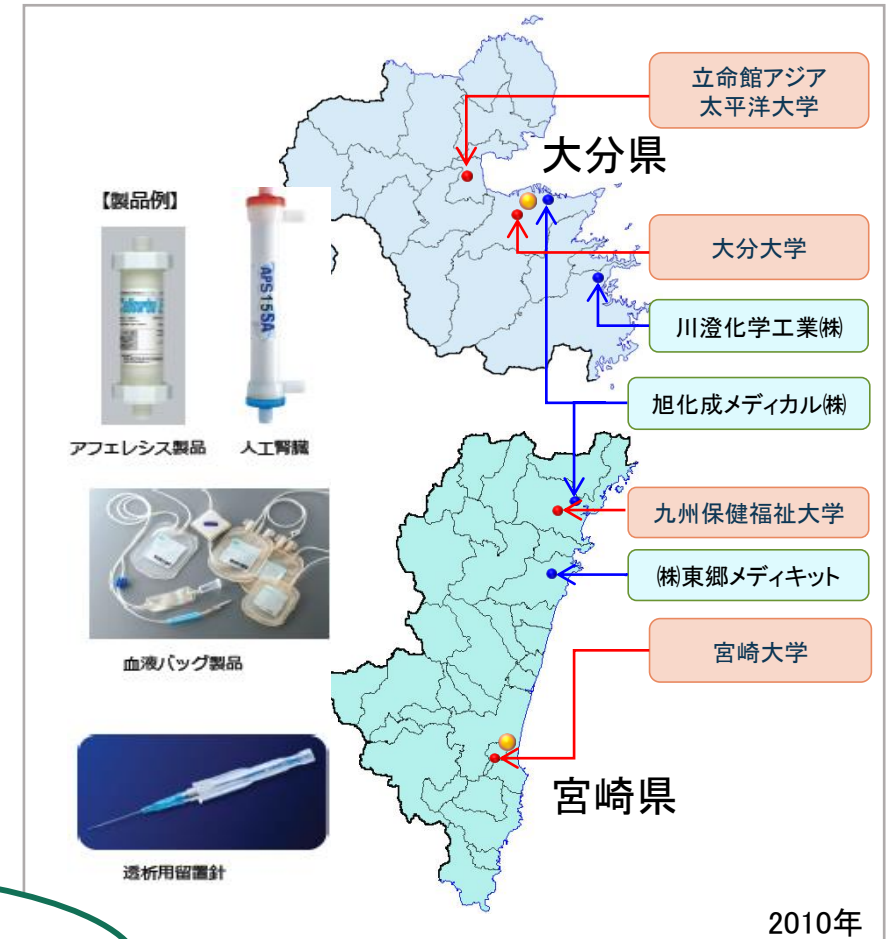 立命館アジア
太平洋大学
大分県
【製品例】
APS15SA
大分大学
川澄化学工業㈱
旭化成メディカル㈱
アフェレシス製品
人工腎臓
九州保健福祉大学
㈱東郷メディキット
血液バッグ製品
宮崎大学
宮崎県
透析用留置針
2010年